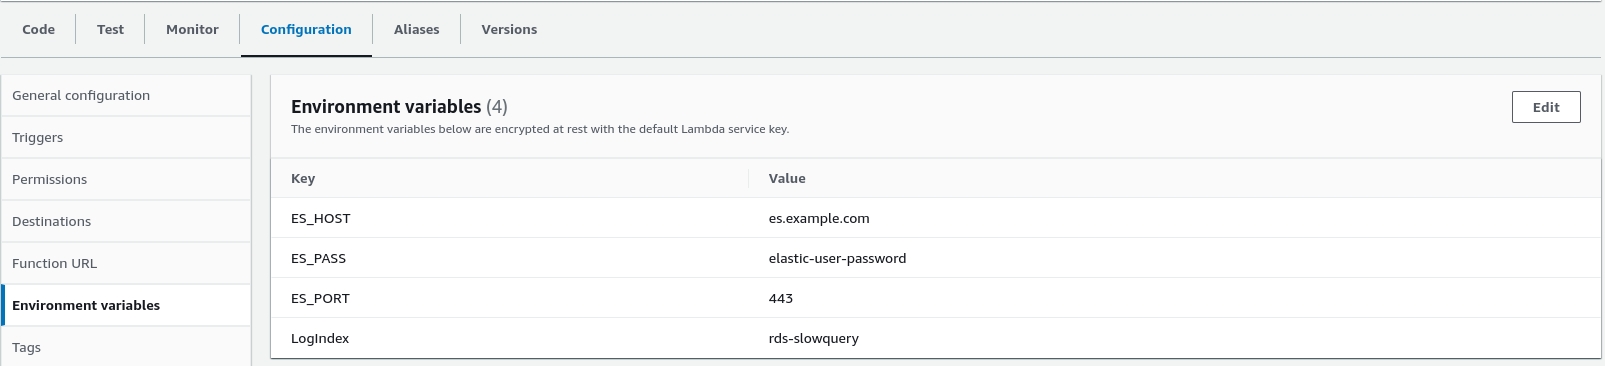 Code Test Monitor Configuration Aliases Versions
General configuration
Triggers
Permissions
Destinations
Function URL
Environment variables
Tags
Environment variables (4)
Edit
The environment variables below are encrypted at rest with the default Lambda service key.
Key Value
ES_HOST es.example.com
ES_PASS elastic-user-password
ES_PORT 443
LogIndex rds-slowquery